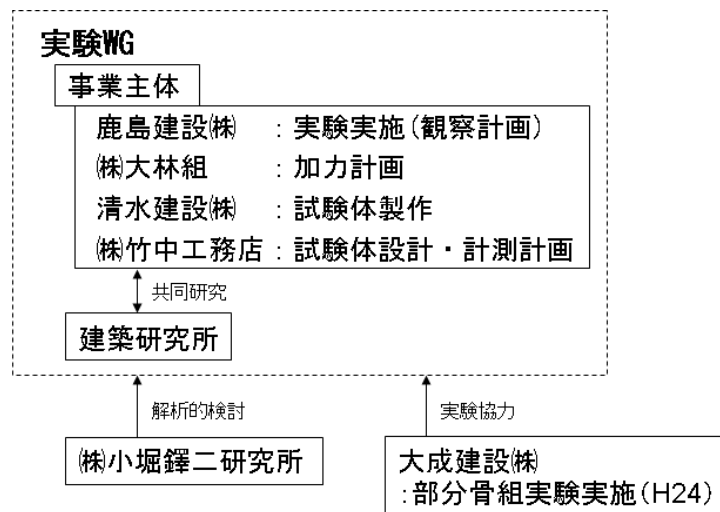 実験WG
事業主体
鹿島建設㈱ : 実験実施(観察計画)
㈱大林組 : 加力計画
清水建設㈱ : 試験体製作
㈱竹中工務店 : 試験体設計・計測計画
共同研究
建築研究所
解析的検討
実験協力
㈱小堀鐸二研究所
大成建設㈱
:部分骨組実験実施(H24)